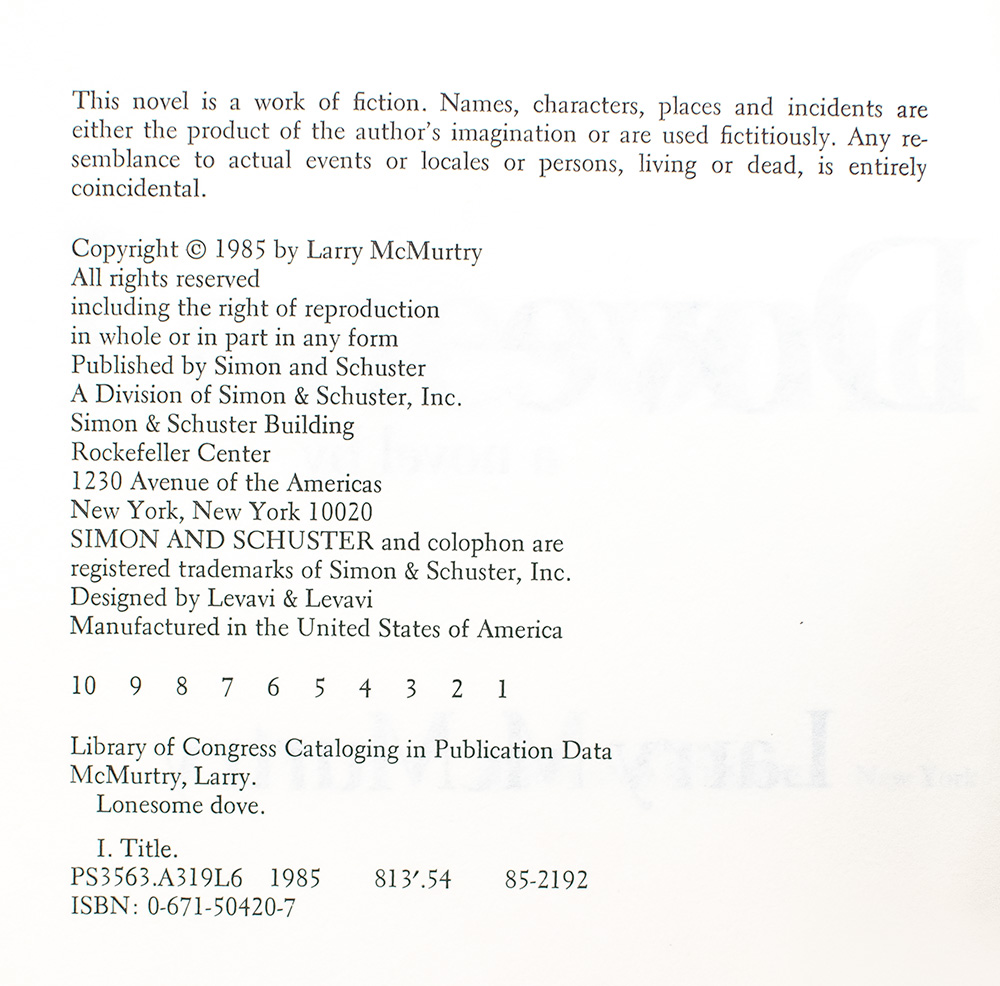 This novel is a work of fiction. Names, characters, places and incidents are
either the product of the author's imagination or are used fictitiously. Any re-
semblance to actual events or locales or persons, living or dead, is entirely
coincidental.
Copyright © 1985 by Larry McMurtry
All rights reserved
including the right of reproduction
in whole or in part in any form
Published by Simon and Schuster
A Division of Simon & Schuster, Inc.
Simon & Schuster Building
Rockefeller Center
1230 Avenue of the Americas
New York, New York 10020
SIMON AND SCHUSTER and colophon are
registered trademarks of Simon & Schuster, Inc.
Designed by Levavi & Levavi
Manufactured in the United States of America
10 9 8 7 6 5 4 3 2 1
Library of Congress Cataloging in Publication Data
McMurtry, Larry.
Lonesome dove.
I. Title.
PS3563.A319L6 1985 813′.54 85-2192
ISBN: 0-671-50420-7